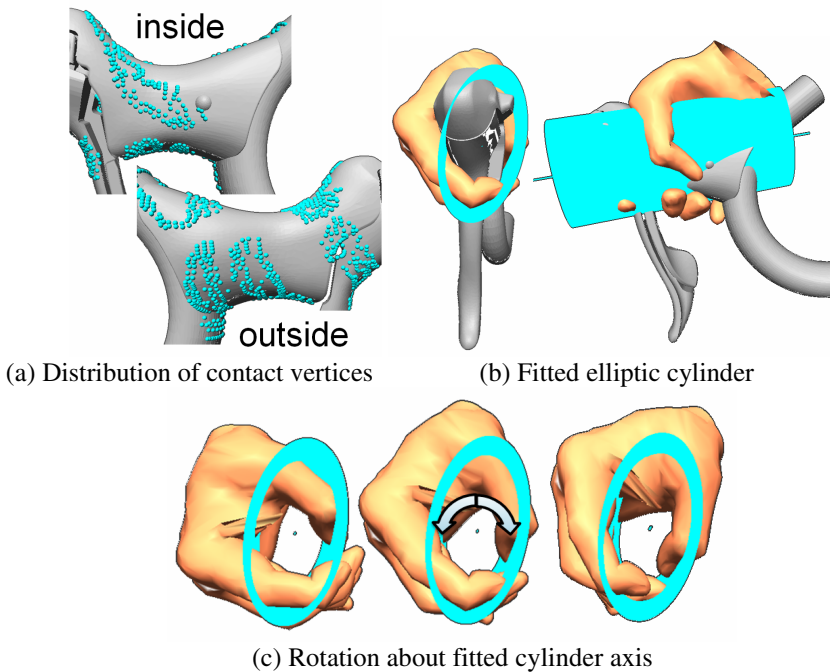 inside
outside
(a) Distribution of contact vertices
(b) Fitted elliptic cylinder
(c) Rotation about fitted cylinder axis